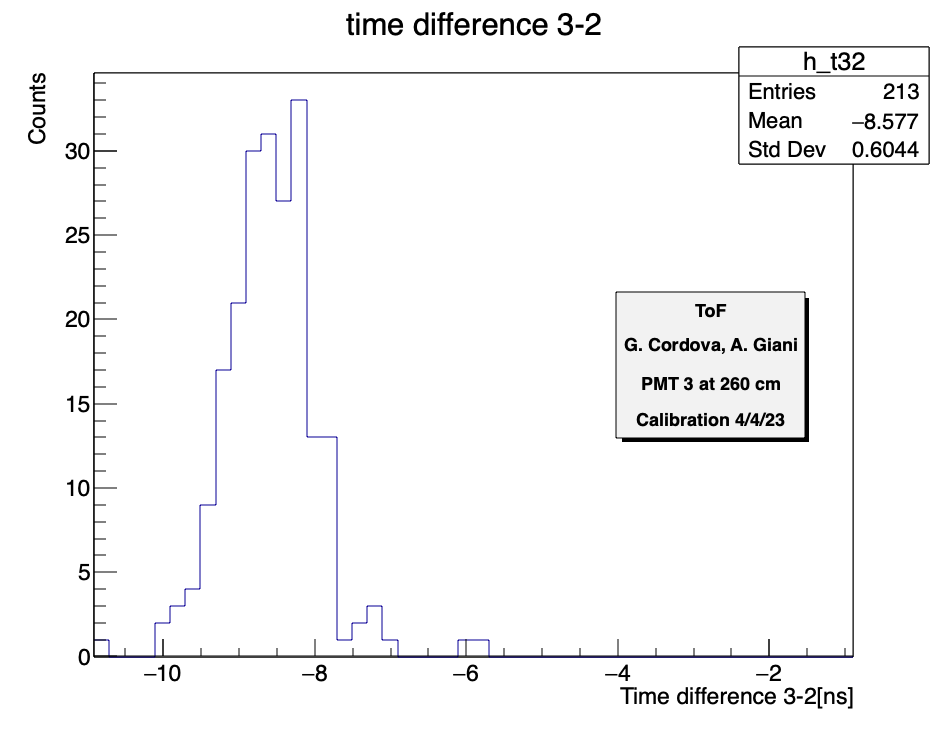 time difference 3-2
h_t32
Entries 213
Mean −8.577
Std Dev 0.6044
Counts
30
25
20
15
10
5
0
ToF
G. Cordova, A. Giani
PMT 3 at 260 cm
Calibration 4/4/23
−10 −8 −6 −4 −2
Time difference 3-2[ns]